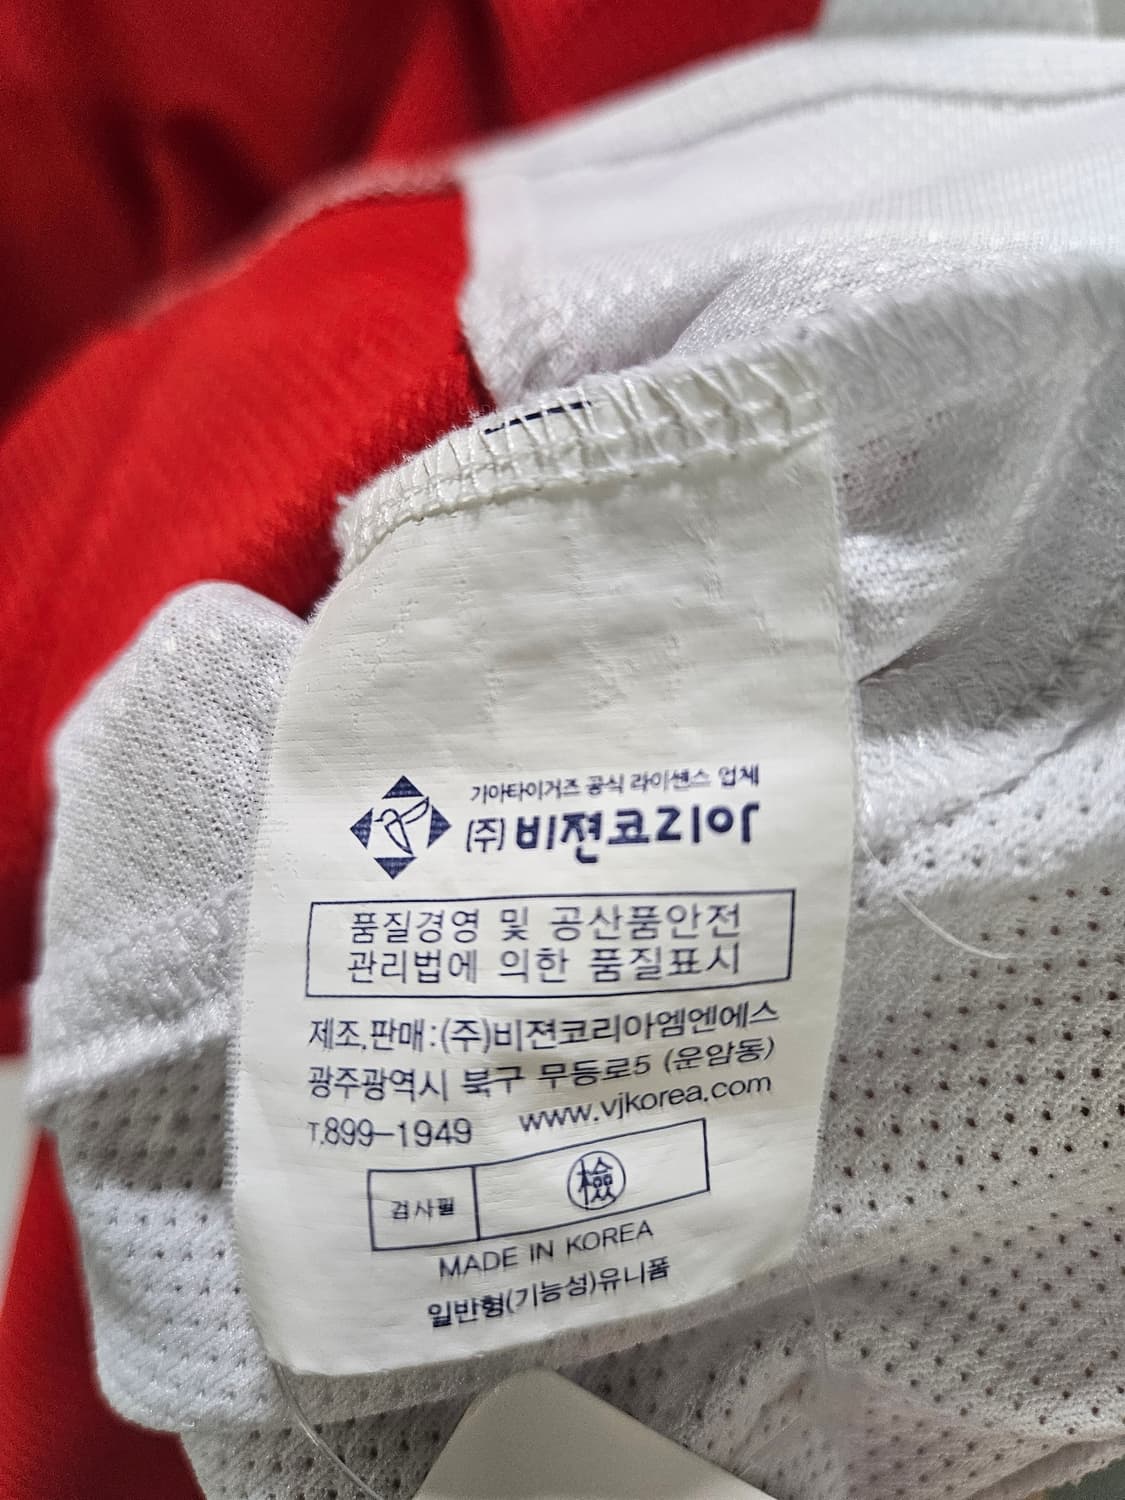 기아타이거즈 공식 라이센스 업체
(주)비젼코리아
품질경영 및 공산품안전
관리법에 의한 품질표시
제조,판매:(주)비젼코리아엠엔에스
광주광역시 북구 무등로5 (운암동)
T.899-1949 www.vjkorea.com
검사필 檢
MADE IN KOREA
일반형(기능성)유니폼